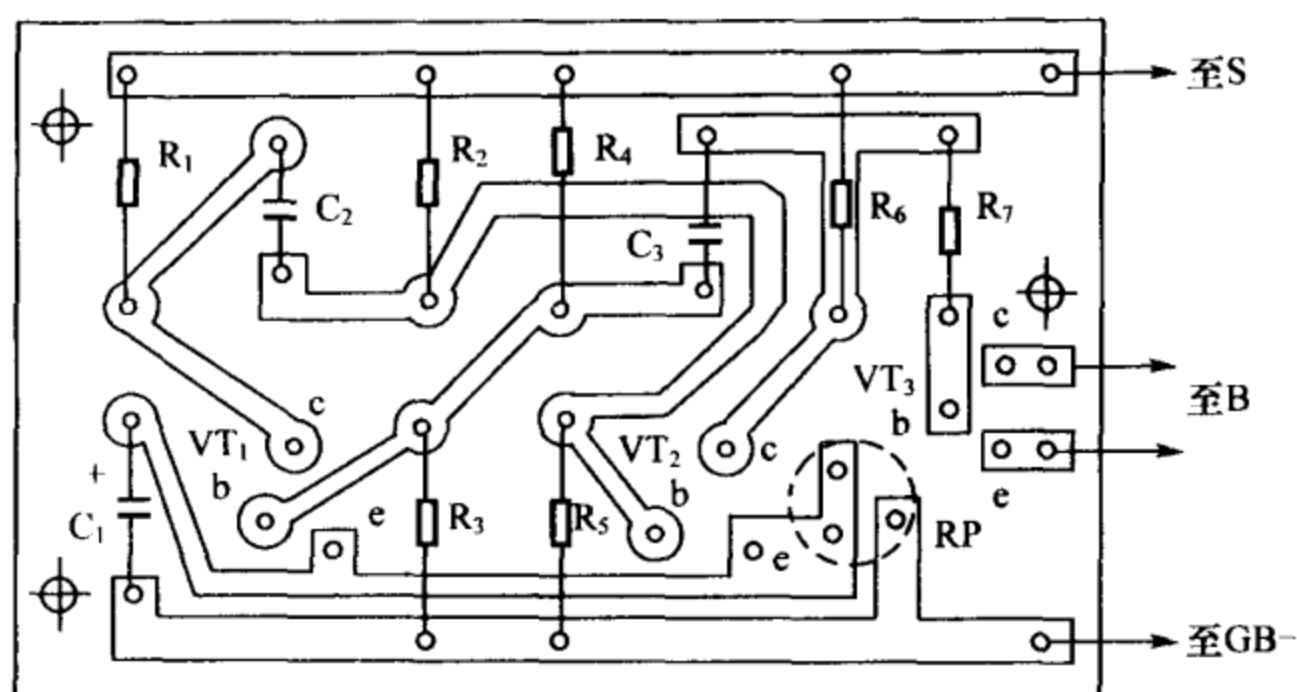 至S
R₁
R₂
R₄
C₂
C₃
R₆
R₇
c
VT₃
b
至B
e
c
VT₁
b
e
VT₂
c
b
+
C₁
R₃
R₅
e
RP
至GB-